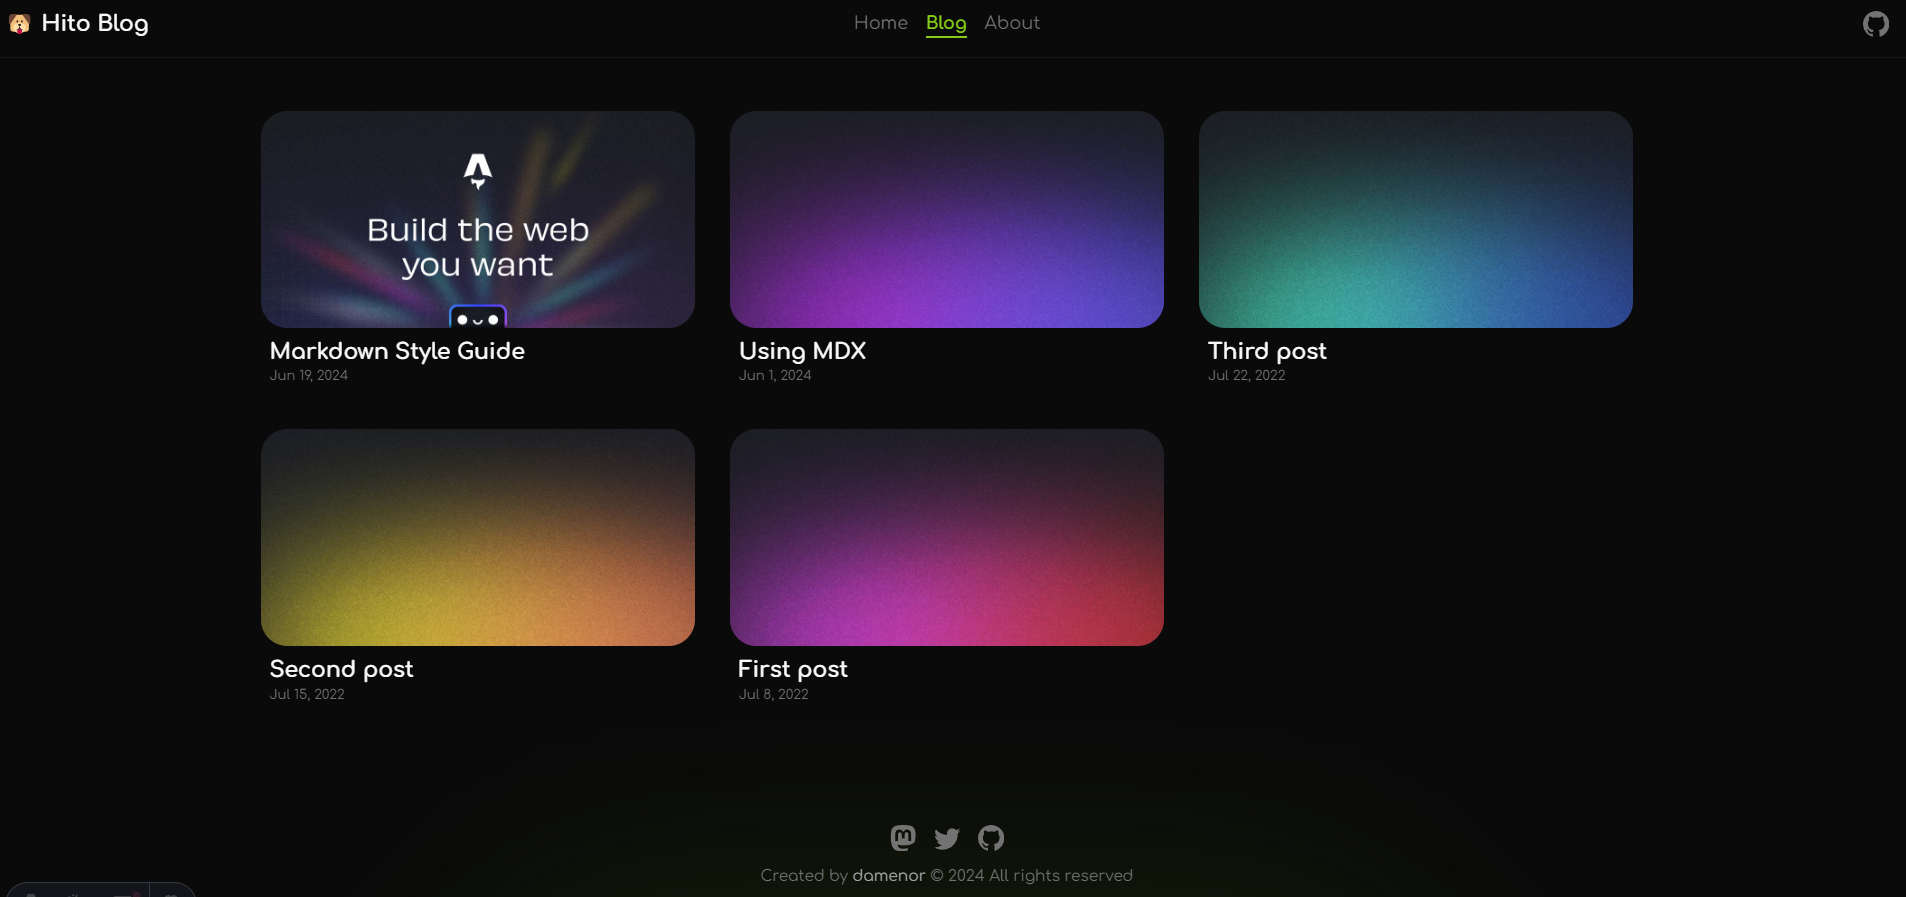 Hito Blog
Home Blog About
Build the web
you want
Markdown Style Guide
Jun 19, 2024
Using MDX
Jun 1, 2024
Third post
Jul 22, 2022
Second post
Jul 15, 2022
First post
Jul 8, 2022
Created by damenor © 2024 All rights reserved